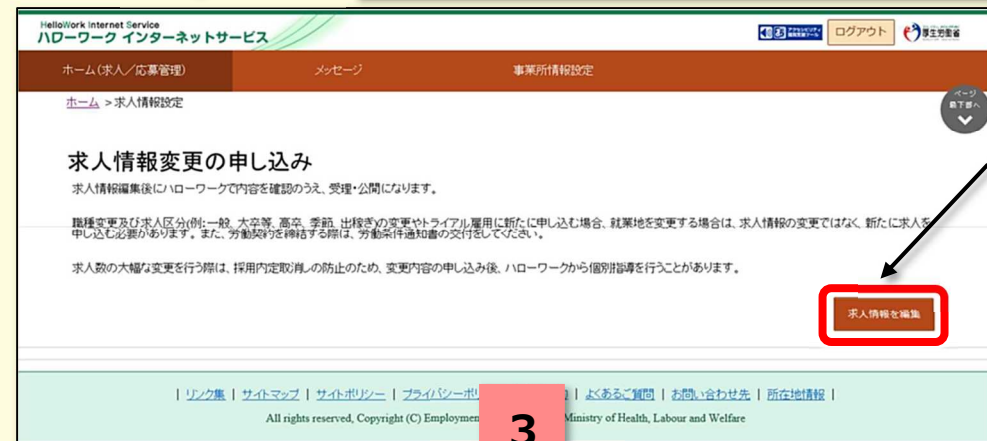 HelloWork Internet Service
ハローワーク インターネットサービス
ログアウト
厚生労働省
ホーム(求人/応募管理)
メッセージ
事業所情報設定
ホーム >求人情報設定
ページ
最下部へ
求人情報変更の申し込み
求人情報編集後にハローワークで内容を確認のうえ、受理・公開になります。
職種変更及び求人区分(例:一般、大卒等、高卒、季節、出稼ぎ)の変更やトライアル雇用に新たに申し込む場合、就業地を変更する場合は、求人情報の変更ではなく、新たに求人を
申し込む必要があります。また、労働契約を締結する際は、労働条件通知書の交付をしてください。
求人数の大幅な変更を行う際は、採用内定取消しの防止のため、変更内容の申し込み後、ハローワークから個別指導を行うことがあります。
求人情報を編集
| リンク集 | サイトマップ | サイトポリシー | プライバシーポリ | よくあるご質問 | お問い合わせ先 | 所在地情報 |
All rights reserved, Copyright (C) Employmen Ministry of Health, Labour and Welfare
3